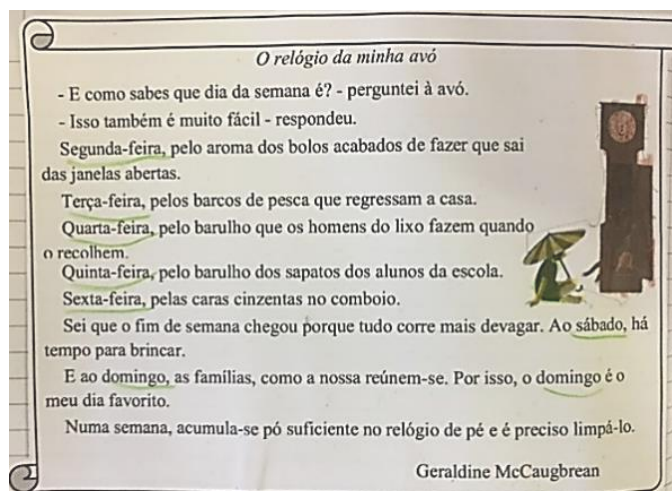 O relógio da minha avó
- E como sabes que dia da semana é? - perguntei à avó.
- Isso também é muito fácil - respondeu.
Segunda-feira, pelo aroma dos bolos acabados de fazer que sai
das janelas abertas.
Terça-feira, pelos barcos de pesca que regressam a casa.
Quarta-feira, pelo barulho que os homens do lixo fazem quando
o recolhem.
Quinta-feira, pelo barulho dos sapatos dos alunos da escola.
Sexta-feira, pelas caras cinzentas no comboio.
Sei que o fim de semana chegou porque tudo corre mais devagar. Ao sábado, há
tempo para brincar.
E ao domingo, as famílias, como a nossa reúnem-se. Por isso, o domingo é o
meu dia favorito.
Numa semana, acumula-se pó suficiente no relógio de pé e é preciso limpá-lo.
Geraldine McCaugbrean